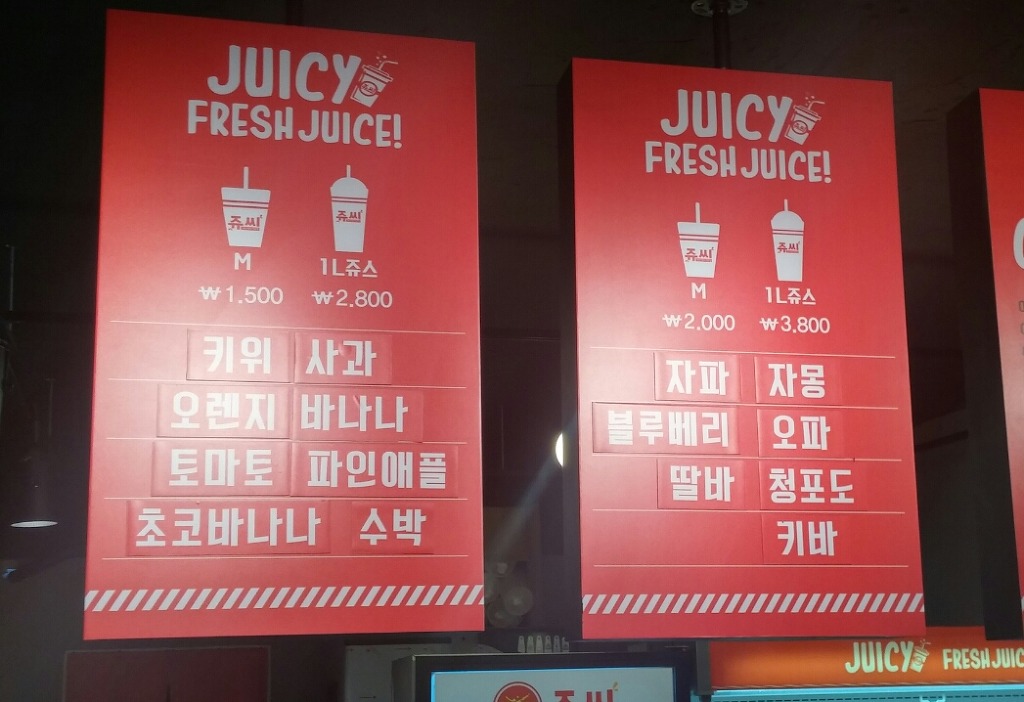 JUICY
FRESH JUICE!
쥬씨 쥬씨
M 1L쥬스
₩1.500 ₩2.800
키위 사과
오렌지 바나나
토마토 파인애플
초코바나나 수박
JUICY
FRESH JUICE!
쥬씨 쥬씨
M 1L쥬스
₩2.000 ₩3.800
자파 자몽
블루베리 오파
딸바 청포도
키바
JUICY FRESH JUIC
쥬씨